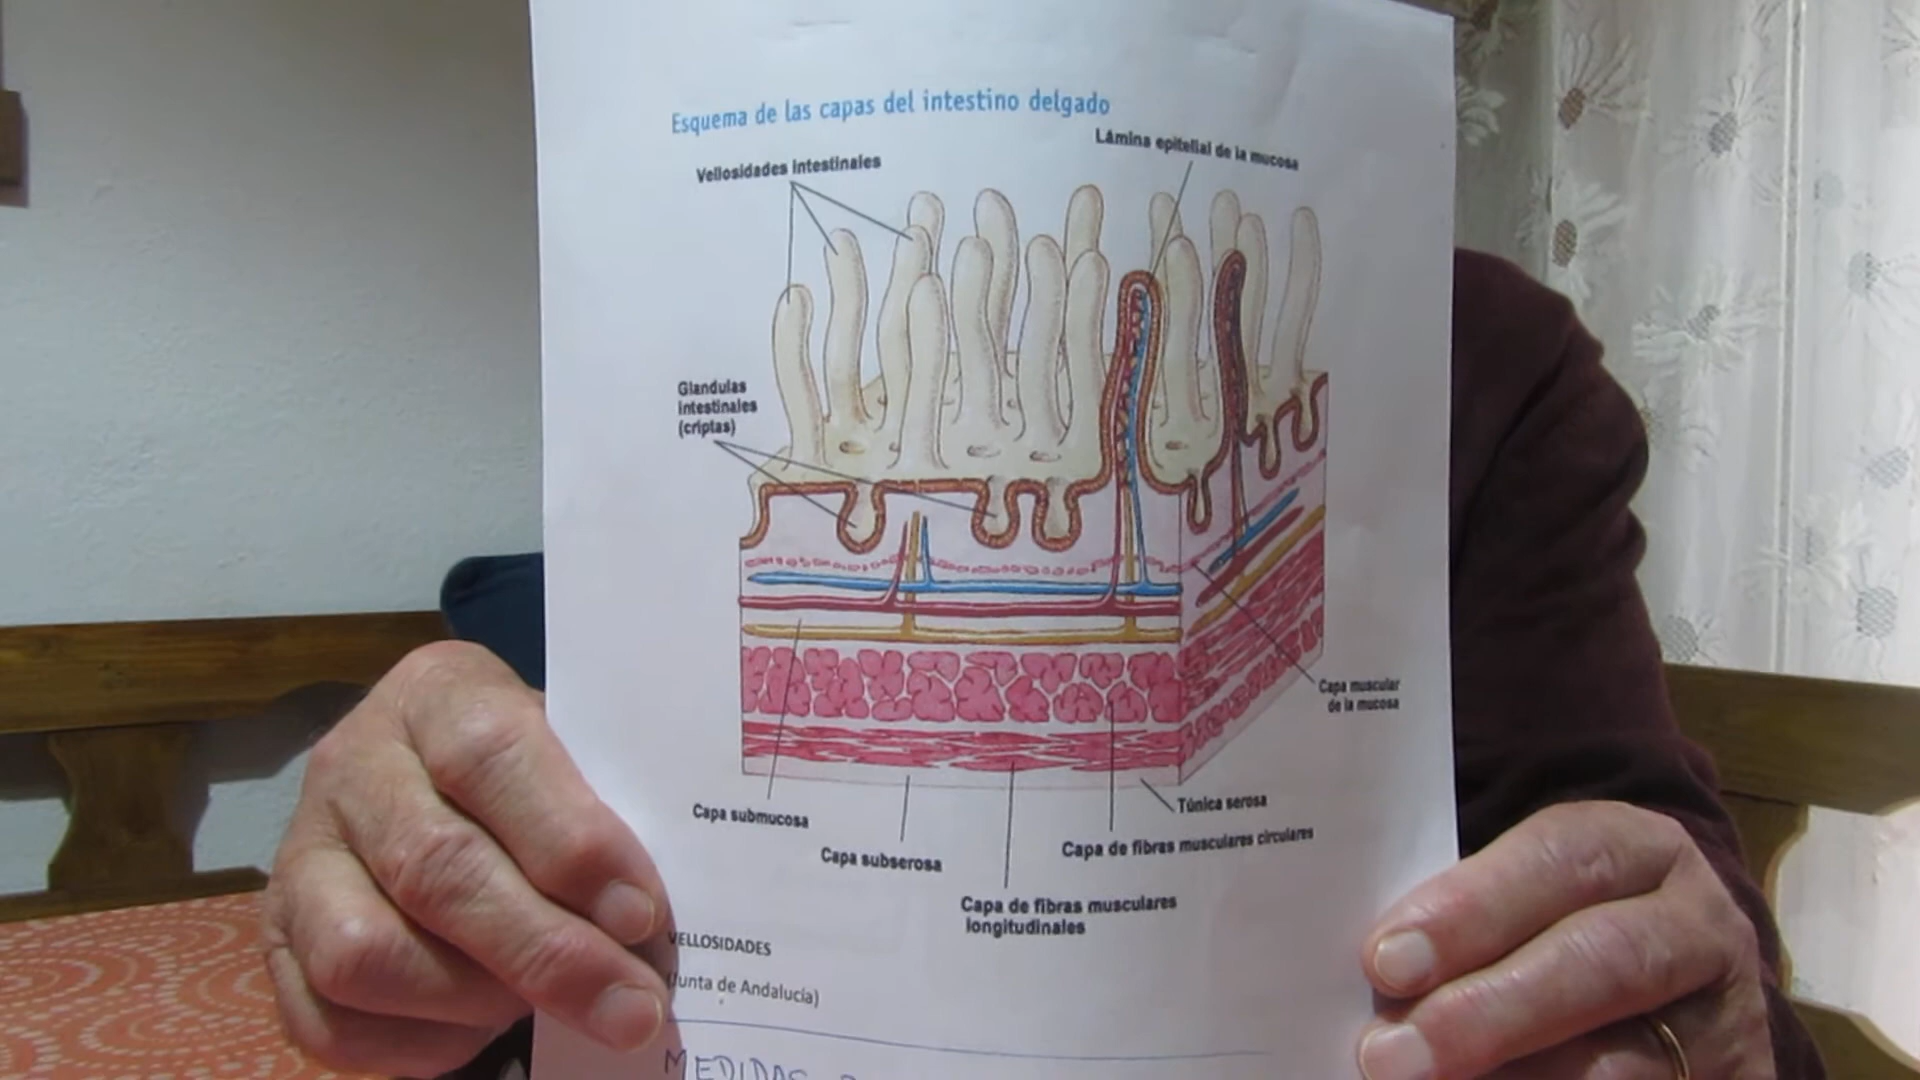 Esquema de las capas del intestino delgado
Lámina epitelial de la mucosa
Vellosidades intestinales
Glandulas
intestinales
(criptas)
Capa muscular
de la mucosa
Túnica serosa
Capa submucosa
Capa de fibras musculares circulares
Capa subserosa
Capa de fibras musculares
longitudinales
VELLOSIDADES
(Junta de Andalucía)
MEDIDAS